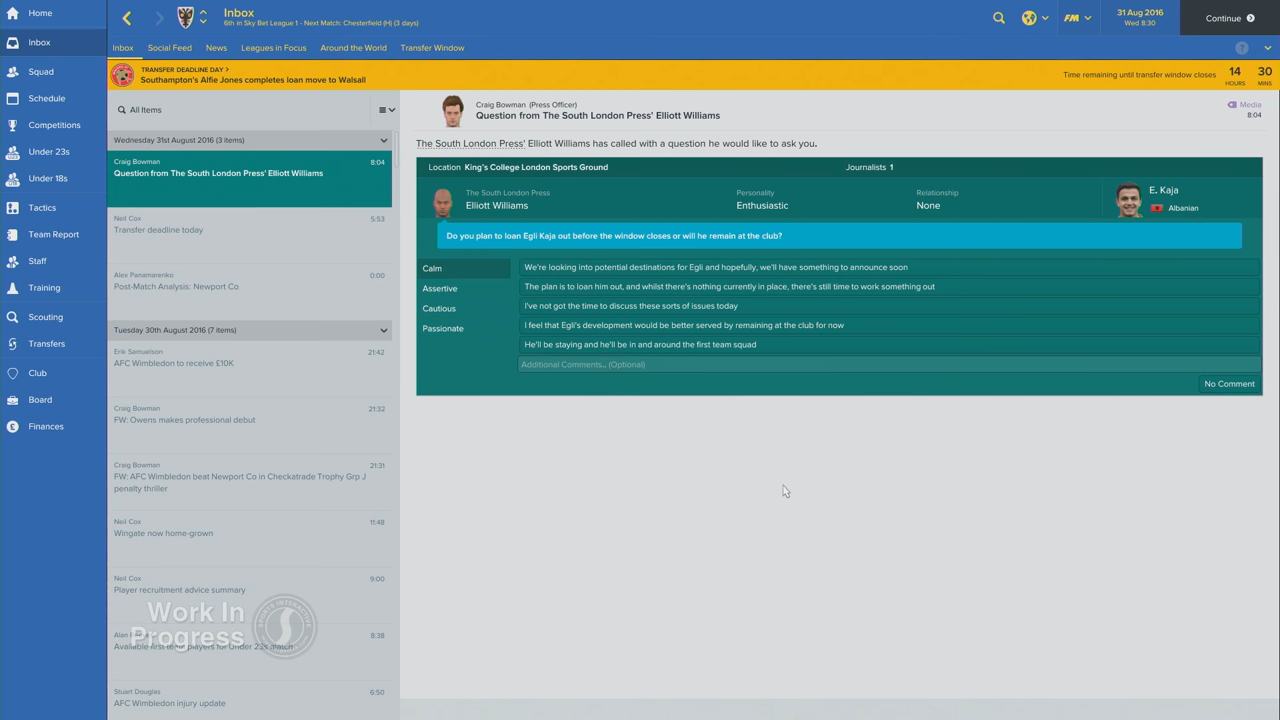 Home
Inbox
Squad
Schedule
Competitions
Under 23s
Under 18s
Tactics
Team Report
Staff
Training
Scouting
Transfers
Club
Board
Finances
Inbox
6th in Sky Bet League 1 - Next Match: Chesterfield (H) (3 days)
FM
31 Aug 2016
Wed 8:30
Continue
Inbox
Social Feed
News
Leagues in Focus
Around the World
Transfer Window
?
TRANSFER DEADLINE DAY >
Southampton's Alfie Jones completes loan move to Walsall
Time remaining until transfer window closes
14
HOURS
30
MINS
All Items
Wednesday 31st August 2016 (3 items)
Craig Bowman 8:04
Question from The South London Press' Elliott Williams
Neil Cox 5:53
Transfer deadline today
Alex Panamarenko 0:00
Post-Match Analysis: Newport Co
Tuesday 30th August 2016 (7 items)
Erik Samuelson 21:42
AFC Wimbledon to receive £10K
Craig Bowman 21:32
FW: Owens makes professional debut
Craig Bowman 21:31
FW: AFC Wimbledon beat Newport Co in Checkatrade Trophy Grp J
penalty thriller
Neil Cox 11:48
Wingate now home-grown
Neil Cox 9:00
Player recruitment advice summary
Alan 8:38
Available first team players for Under 23s match
Stuart Douglas 6:50
AFC Wimbledon injury update
Work In
Progress
SPORTS INTERACTIVE
Craig Bowman (Press Officer)
Question from The South London Press' Elliott Williams
Media
8:04
The South London Press' Elliott Williams has called with a question he would like to ask you.
Location King's College London Sports Ground
Journalists 1
The South London Press
Elliott Williams
Personality
Enthusiastic
Relationship
None
E. Kaja
Albanian
Do you plan to loan Egli Kaja out before the window closes or will he remain at the club?
Calm
Assertive
Cautious
Passionate
We're looking into potential destinations for Egli and hopefully, we'll have something to announce soon
The plan is to loan him out, and whilst there's nothing currently in place, there's still time to work something out
I've not got the time to discuss these sorts of issues today
I feel that Egli's development would be better served by remaining at the club for now
He'll be staying and he'll be in and around the first team squad
Additional Comments.. (Optional)
No Comment